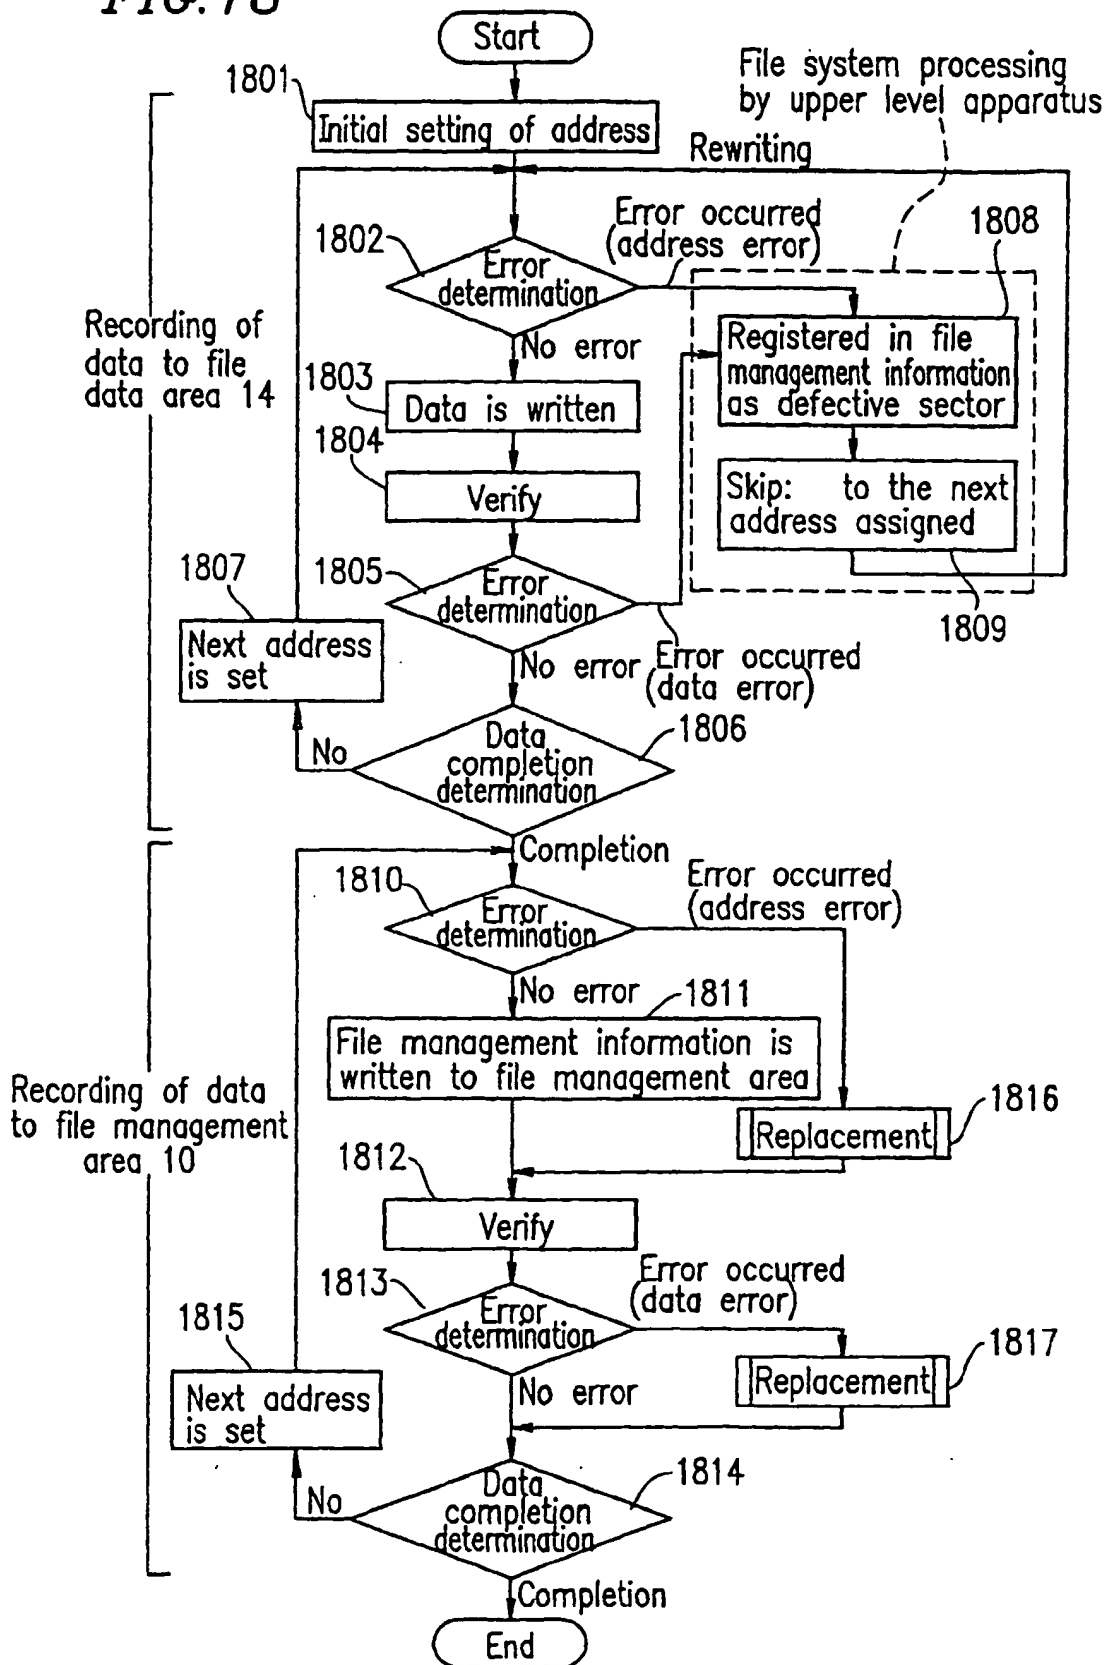 Start
1801
Initial setting of address
File system processing
by upper level apparatus
Rewriting
Error occurred
(address error)
1808
1802
Error
determination
No error
Registered in file
management information
as defective sector
Recording of
data to file
data area 14
1803
Data is written
1804
Verify
Skip: to the next
address assigned
1809
1807
Next address
is set
1805
Error
determination
No error
Error occurred
(data error)
1806
Data
completion
determination
No
Completion
1810
Error
determination
Error occurred
(address error)
No error
1811
File management information is
written to file management area
Recording of data
to file management
area 10
1816
Replacement
1812
Verify
1813
Error
determination
Error occurred
(data error)
1815
Next address
is set
No error
1817
Replacement
1814
Data
completion
determination
No
Completion
End